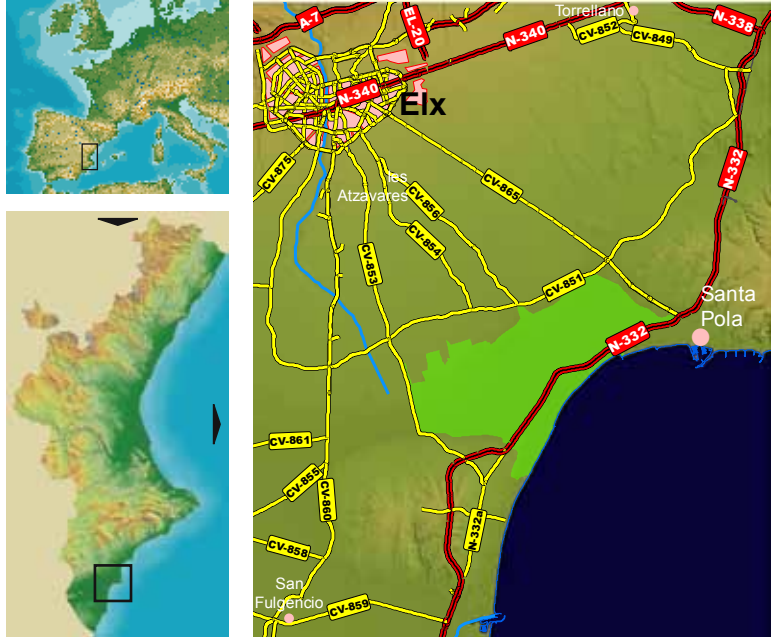 Torrellano
A-7
EL-20
N-340
CV-852
CV-849
N-338
N-340
Elx
N-332
CV-875
les
Atzavares
CV-865
CV-856
CV-854
CV-853
CV-851
Santa
Pola
N-332
CV-861
CV-855
CV-860
N-332a
CV-858
San
Fulgencio
CV-859